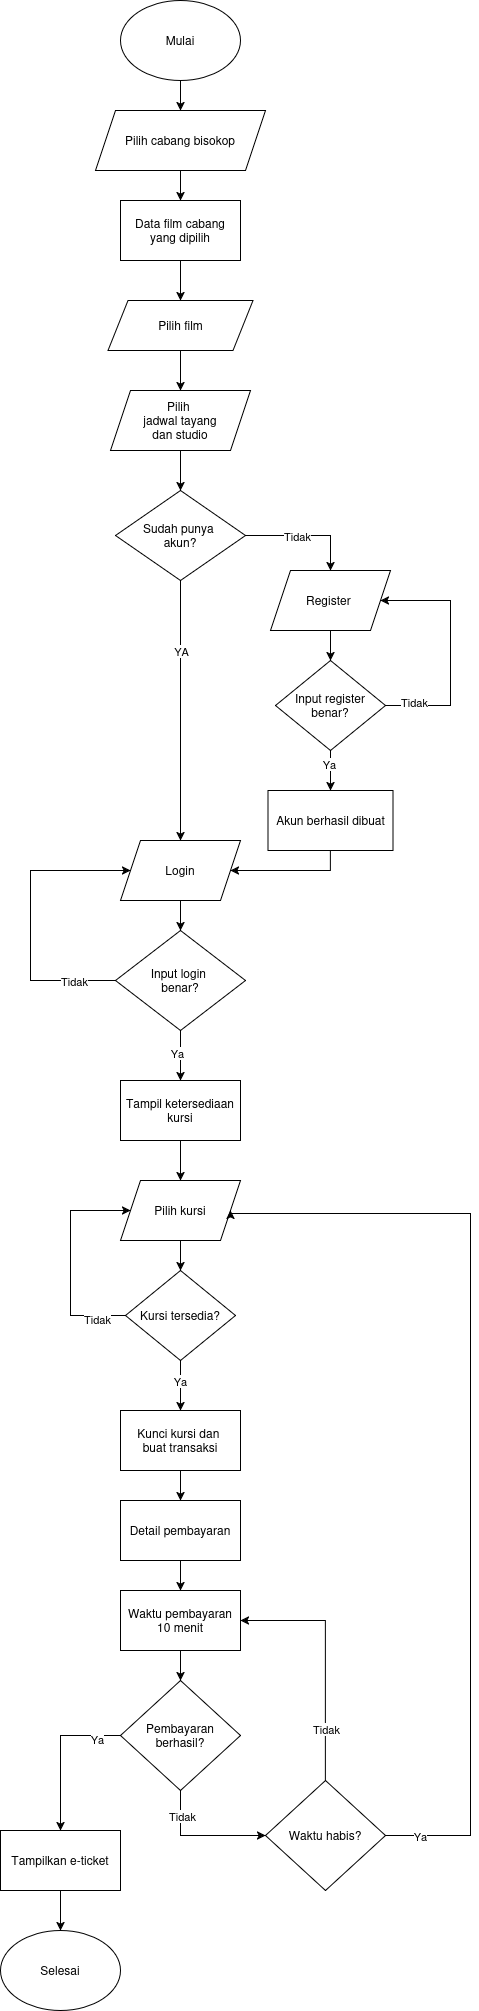 Mulai
Pilih cabang bisokop
Data film cabang
yang dipilih
Pilih film
Pilih
jadwal tayang
dan studio
Sudah punya
akun?
Tidak
Register
YA
Input register
benar?
Tidak
Ya
Akun berhasil dibuat
Login
Input login
benar?
Tidak
Ya
Tampil ketersediaan
kursi
Pilih kursi
Kursi tersedia?
Tidak
Ya
Kunci kursi dan
buat transaksi
Detail pembayaran
Waktu pembayaran
10 menit
Pembayaran
berhasil?
Ya
Tidak
Tidak
Waktu habis?
Ya
Tampilkan e-ticket
Selesai